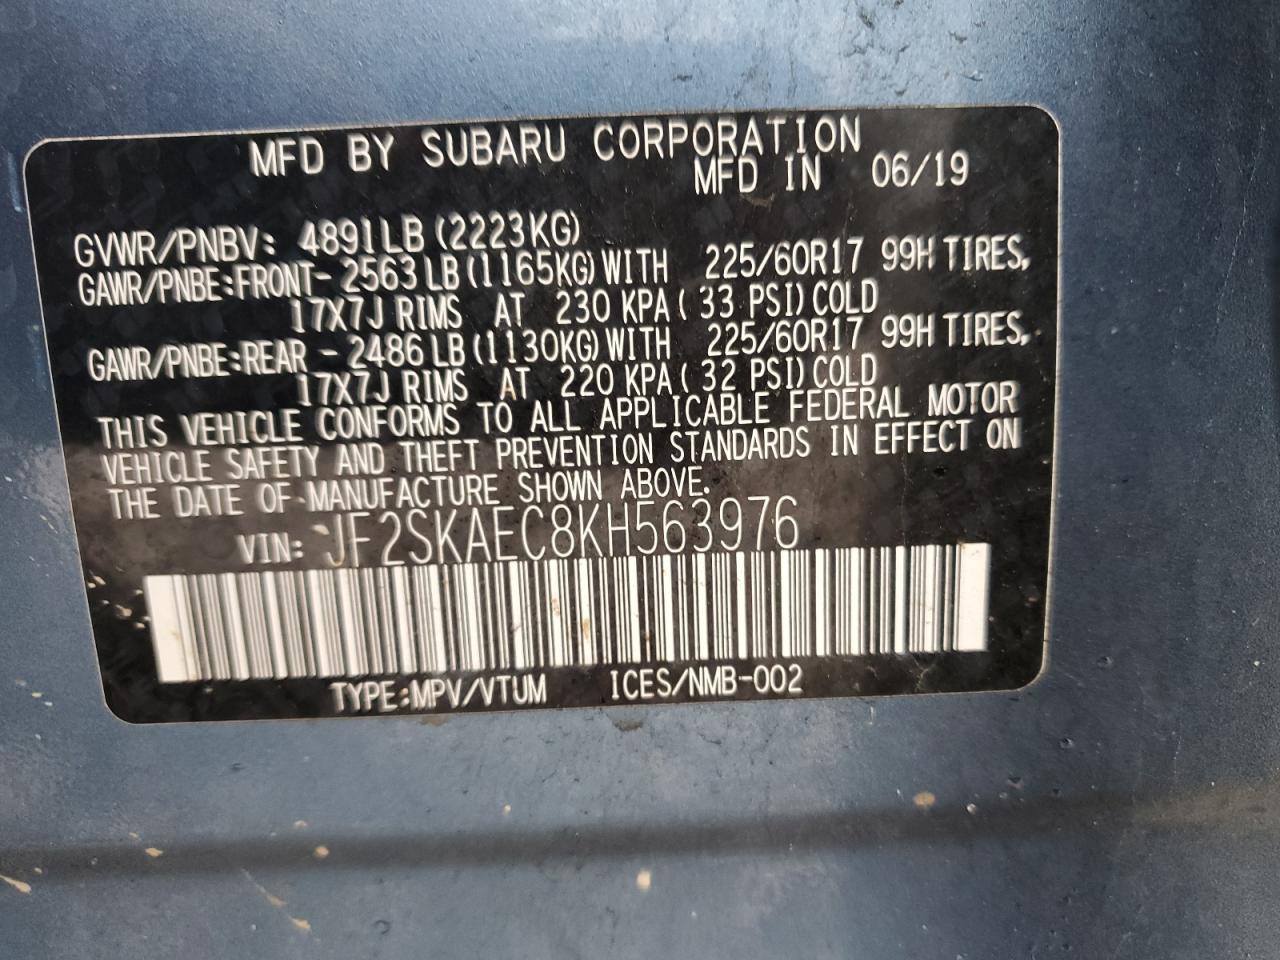 MFD BY SUBARU CORPORATION
MFD IN 06/19
GVWR/PNBV: 4891LB (2223KG)
GAWR/PNBE:FRONT- 2563 LB (1165KG) WITH 225/60R17 99H TIRES,
17X7J RIMS AT 230 KPA ( 33 PSI) COLD
GAWR/PNBE:REAR - 2486 LB (1130KG) WITH 225/60R17 99H TIRES,
17X7J RIMS AT 220 KPA ( 32 PSI) COLD
THIS VEHICLE CONFORMS TO ALL APPLICABLE FEDERAL MOTOR
VEHICLE SAFETY AND THEFT PREVENTION STANDARDS IN EFFECT ON
THE DATE OF MANUFACTURE SHOWN ABOVE.
VIN: JF2SKAEC8KH563976
TYPE:MPV/VTUM ICES/NMB-002